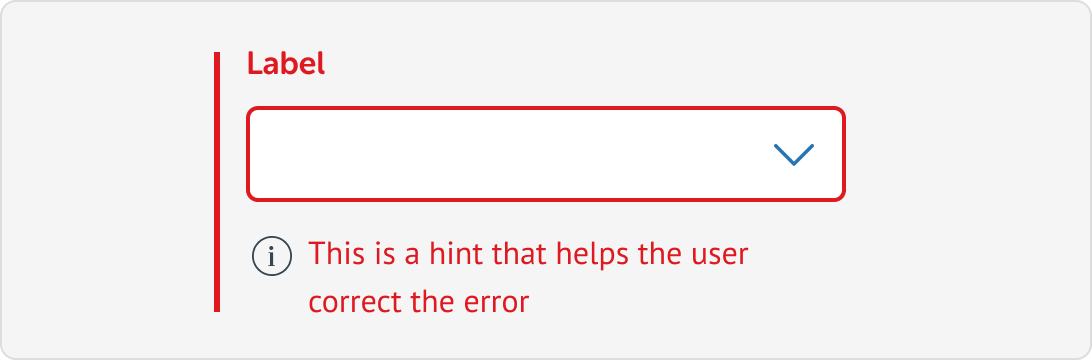 Label
This is a hint that helps the user
correct the error